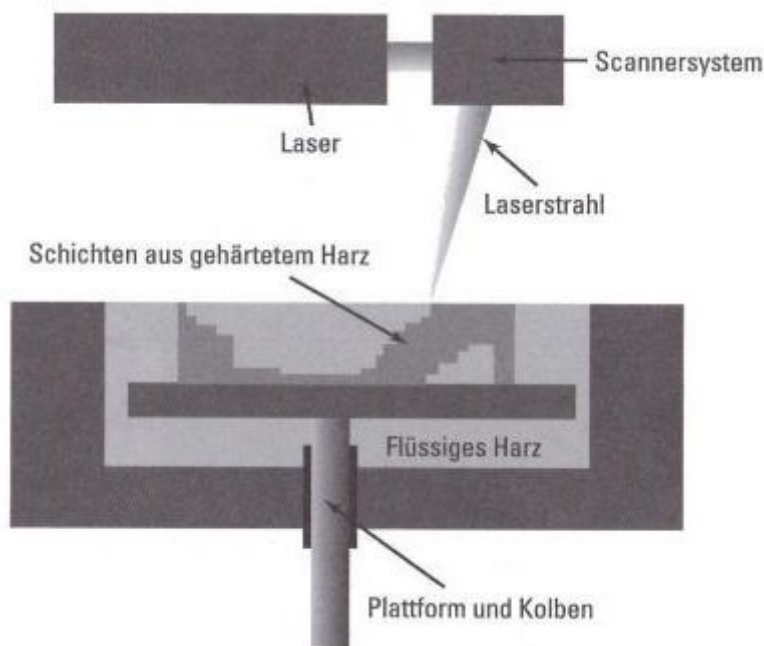 Scannersystem
Laser
Laserstrahl
Schichten aus gehärtetem Harz
Flüssiges Harz
Plattform und Kolben